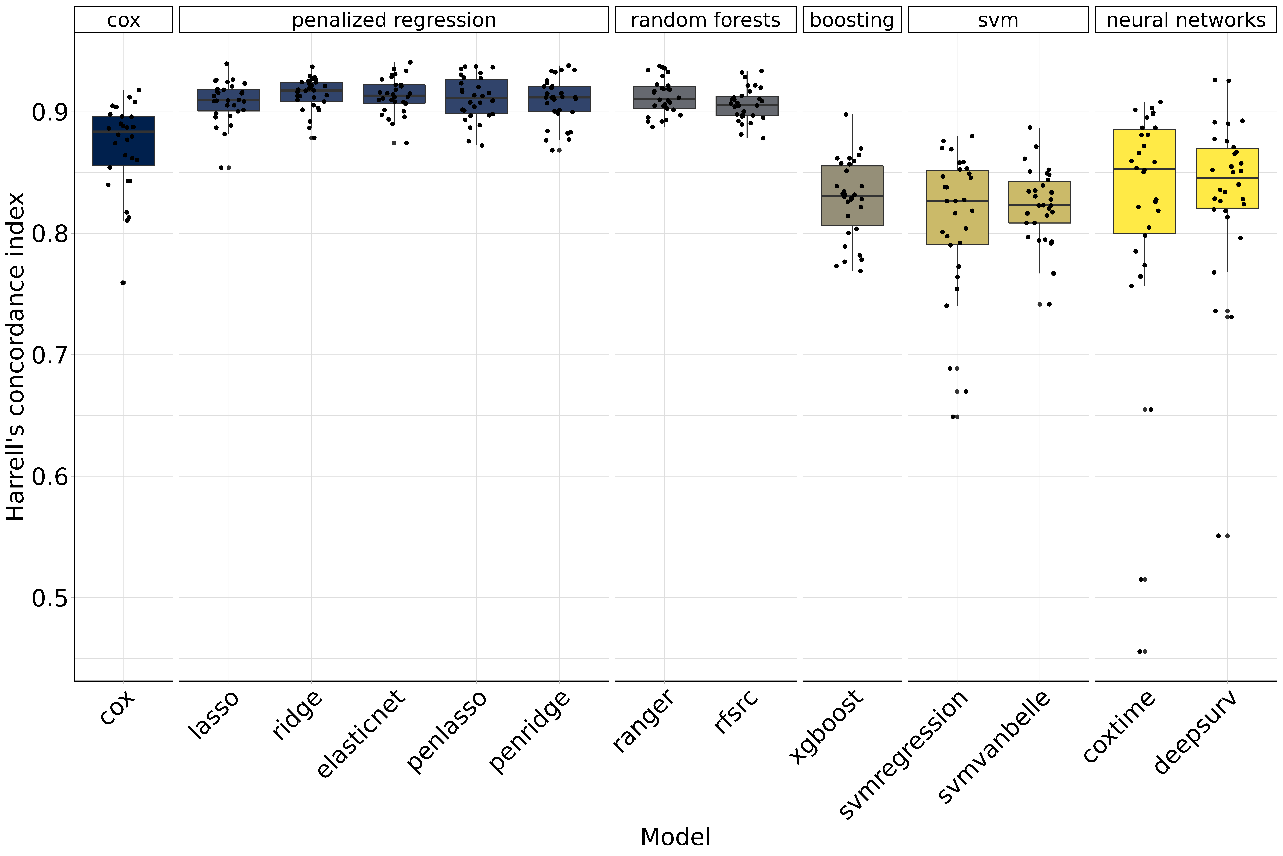 cox
penalized regression
random forests
boosting
svm
neural networks
Harrell's concordance index
0.9
0.8
0.7
0.6
0.5
cox
lasso
ridge
elasticnet
penlasso
penridge
ranger
rfsrc
xgboost
svmregression
svmvanbelle
coxtime
deepsurv
Model